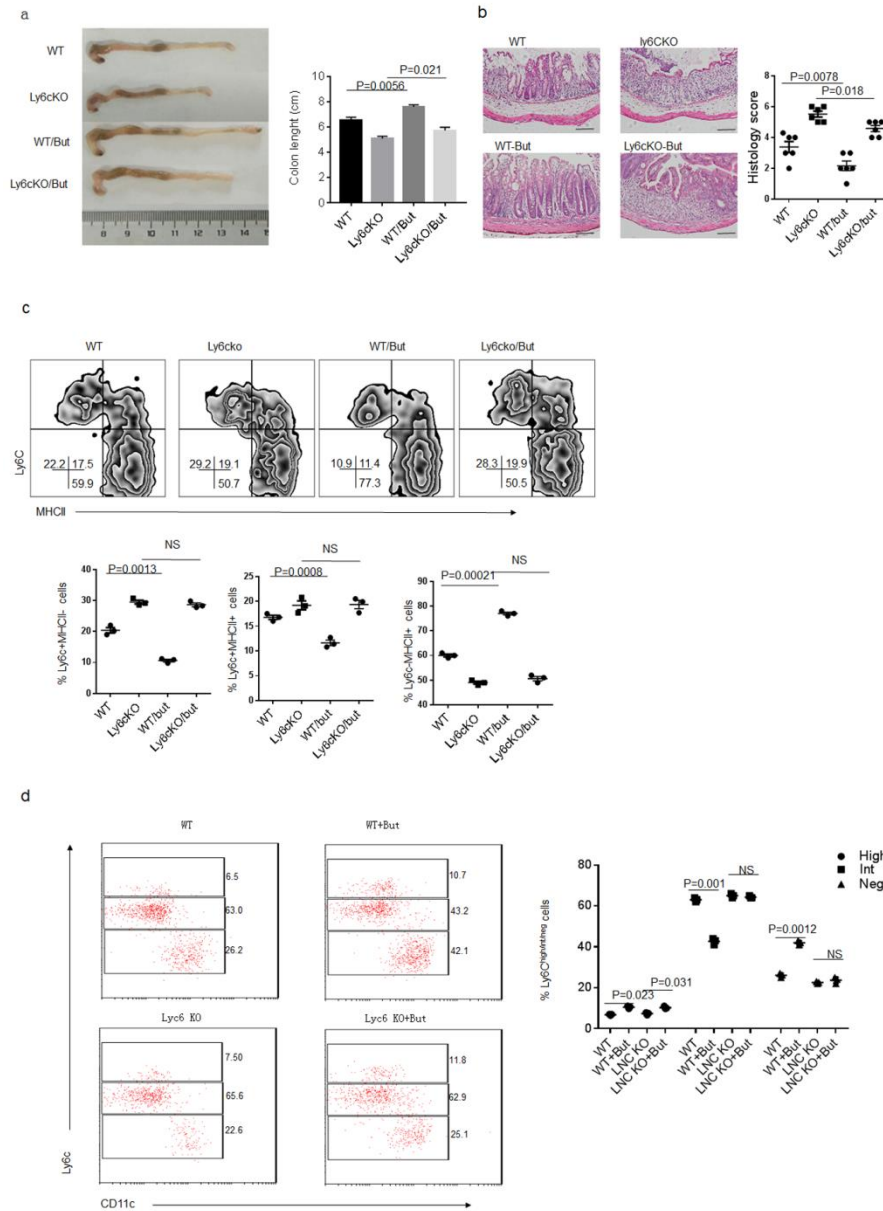 a
WT
Ly6cKO
WT/But
Ly6cKO/But
8 9 10 11 12 13 14 15
P=0.021
P=0.0056
Colon lenght (cm)
10
8
6
4
2
0
WT
Ly6cKO
WT/But
Ly6cKO/But
b
WT
ly6CKO
WT-But
Ly6cKO-But
P=0.0078
P=0.018
Histology score
8
6
4
2
0
WT
Ly6cKO
WT/but
Ly6cKO/but
c
WT
Ly6cko
WT/But
Ly6cko/But
Ly6C
22.2 17.5
59.9
29.2 19.1
50.7
10.9 11.4
77.3
28.3 19.9
50.5
MHCII
NS
P=0.0013
% Ly6c+MHCII- cells
40
30
20
10
0
WT
Ly6cKO
WT/but
Ly6cKO/but
NS
P=0.0008
% Ly6c+MHCII+ cells
25
20
15
10
5
0
WT
Ly6cKO
WT/but
Ly6cKO/but
NS
P=0.00021
% Ly6c-MHCII+ cells
90
80
70
60
50
40
WT
Ly6cKO
WT/but
Ly6cKO/but
d
WT
WT+But
6.5
63.0
26.2
10.7
43.2
42.1
Lyc6 KO
Lyc6 KO+But
7.50
65.6
22.6
11.8
62.9
25.1
Ly6c
CD11c
High
Int
Neg
% Ly6C^high/int/neg cells
80
60
40
20
0
P=0.023
P=0.031
P=0.001
NS
P=0.0012
NS
WT
WT+But
LNC KO
LNC KO+But
WT
WT+But
LNC KO
LNC KO+But
WT
WT+But
LNC KO
LNC KO+But